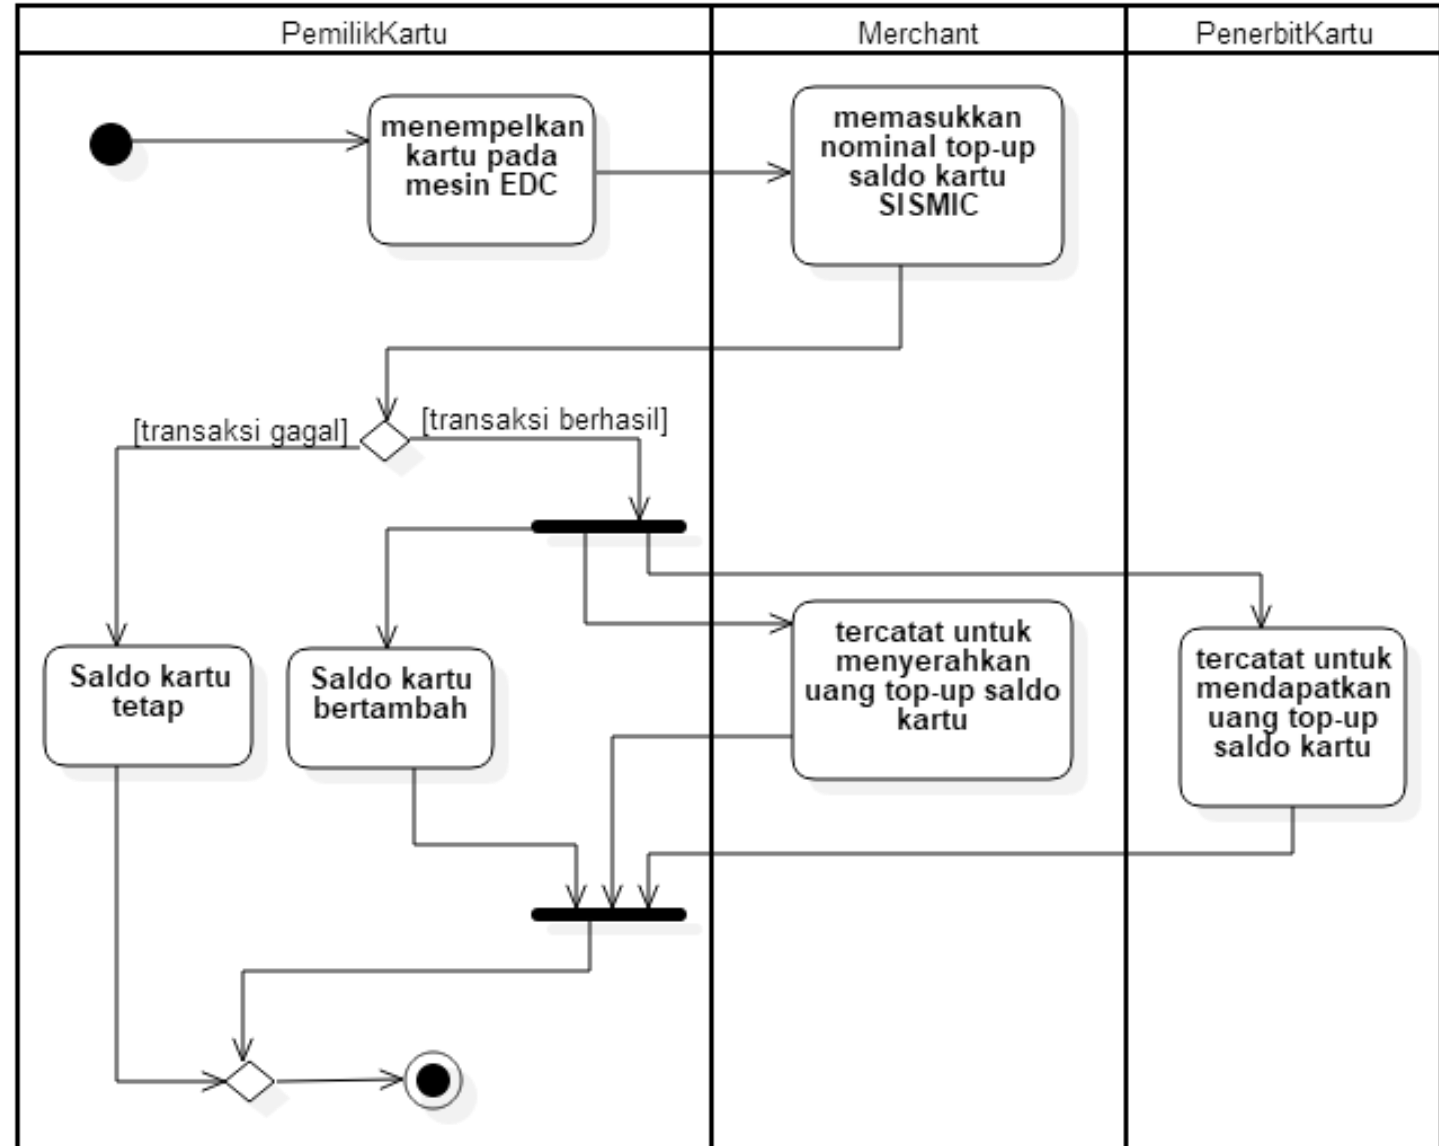 PemilikKartu
Merchant
PenerbitKartu
menempelkan
kartu pada
mesin EDC
memasukkan
nominal top-up
saldo kartu
SISMIC
[transaksi gagal]
[transaksi berhasil]
Saldo kartu
tetap
Saldo kartu
bertambah
tercatat untuk
menyerahkan
uang top-up saldo
kartu
tercatat untuk
mendapatkan
uang top-up
saldo kartu